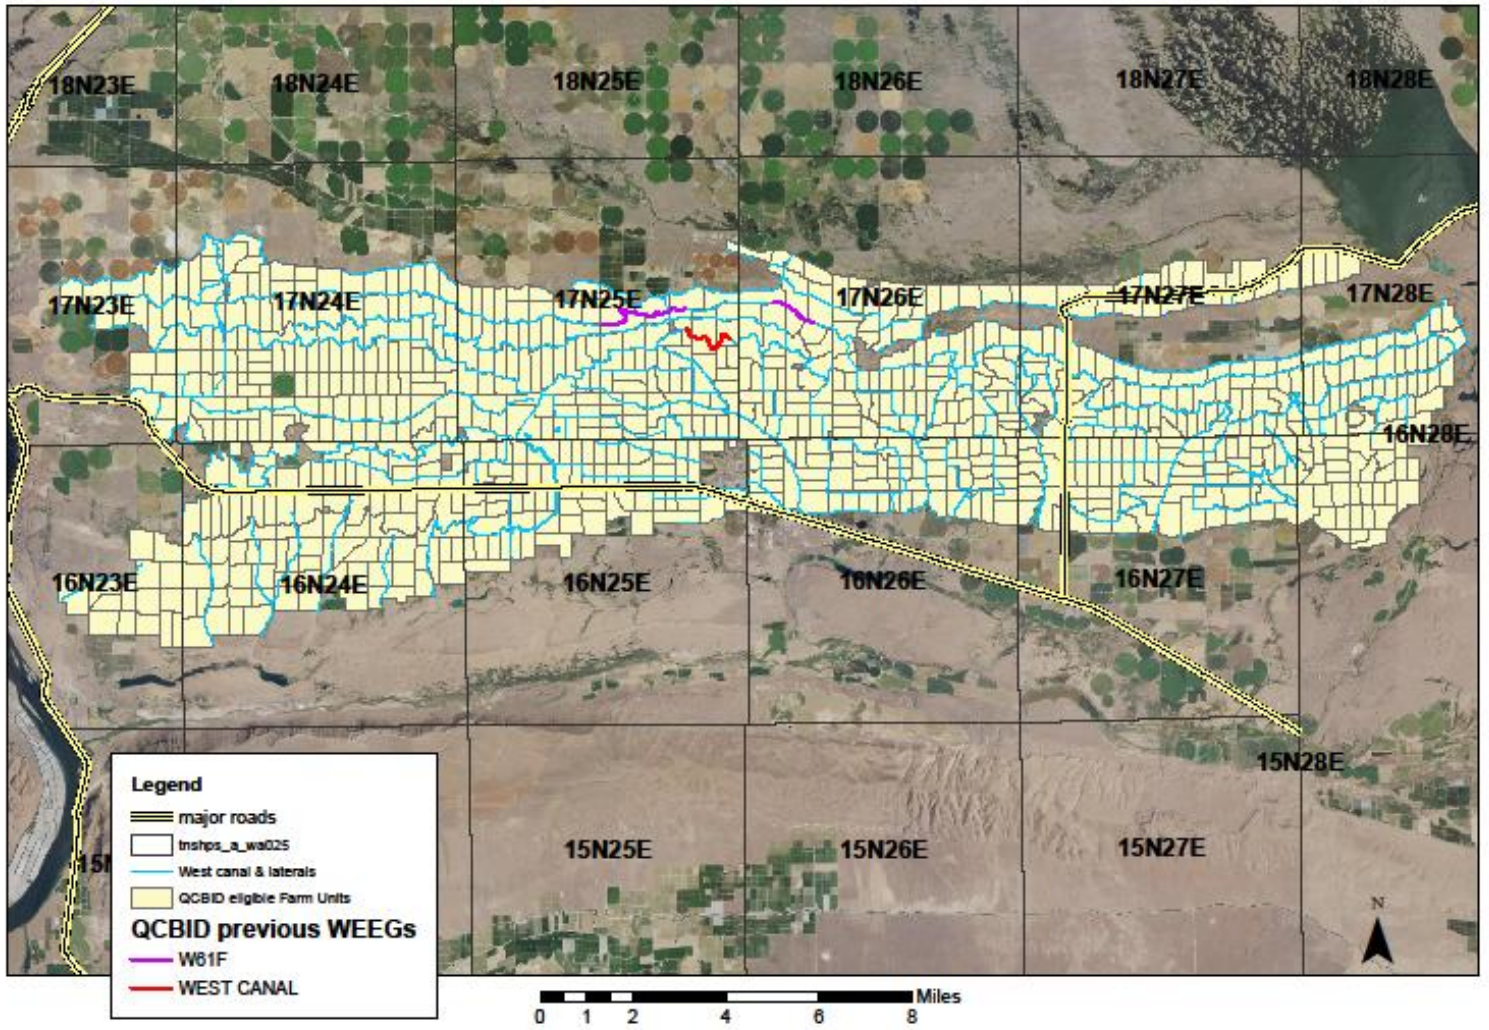 18N23E
18N24E
18N25E
18N26E
18N27E
18N28E
17N23E
17N24E
17N25E
17N26E
17N27E
17N28E
16N28E
16N23E
16N24E
16N25E
16N26E
16N27E
15N28E
15N
15N25E
15N26E
15N27E
Legend
major roads
tnshps_a_wa025
West canal & laterals
QCBID eligible Farm Units
QCBID previous WEEGs
W61F
WEST CANAL
N
Miles
0 1 2 4 6 8